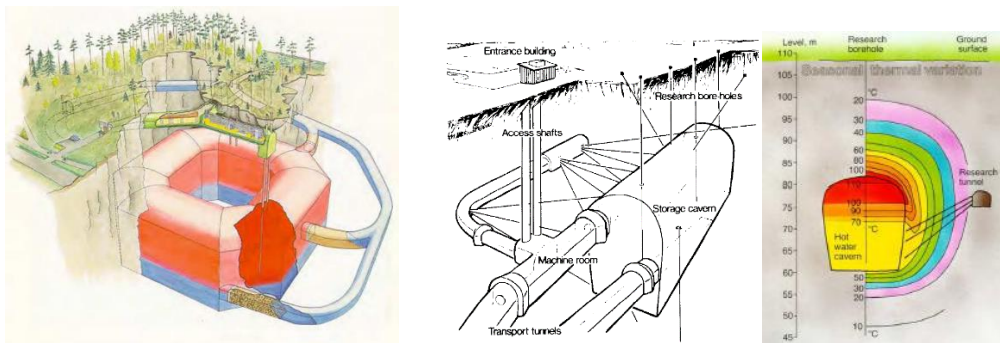 Entrance building
Research bore-holes
Access shafts
Storage cavern
Machine room
Transport tunnels
Level, m
Research
borehole
Ground
surface
110
Seasonal thermal variation
105
°C
100
20
95
30
40
90
60
85
80
100
80
110
Research
tunnel
75
100
90
70
70
°C
65
Hot
water
cavern
60
50
30
55
20
50
10
°C
45